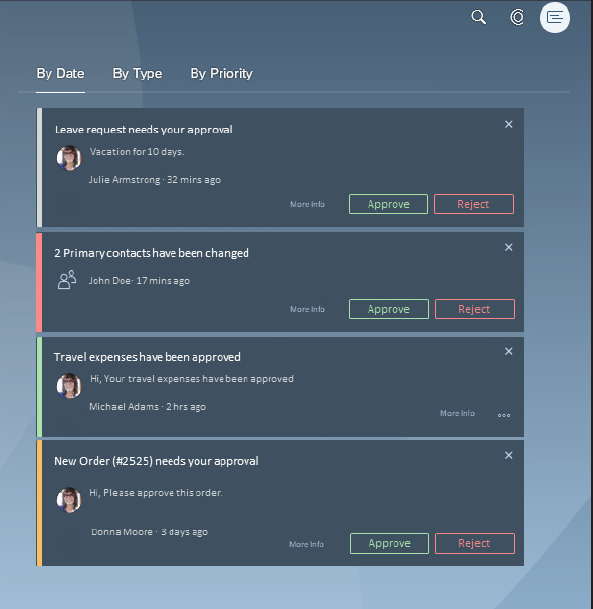 By Date By Type By Priority
Leave request needs your approval
Vacation for 10 days.
Julie Armstrong · 32 mins ago
More Info Approve Reject
2 Primary contacts have been changed
John Doe · 17 mins ago
More Info Approve Reject
Travel expenses have been approved
Hi, Your travel expenses have been approved
Michael Adams · 2 hrs ago
More Info
New Order (#2525) needs your approval
Hi, Please approve this order.
Donna Moore · 3 days ago
More Info Approve Reject